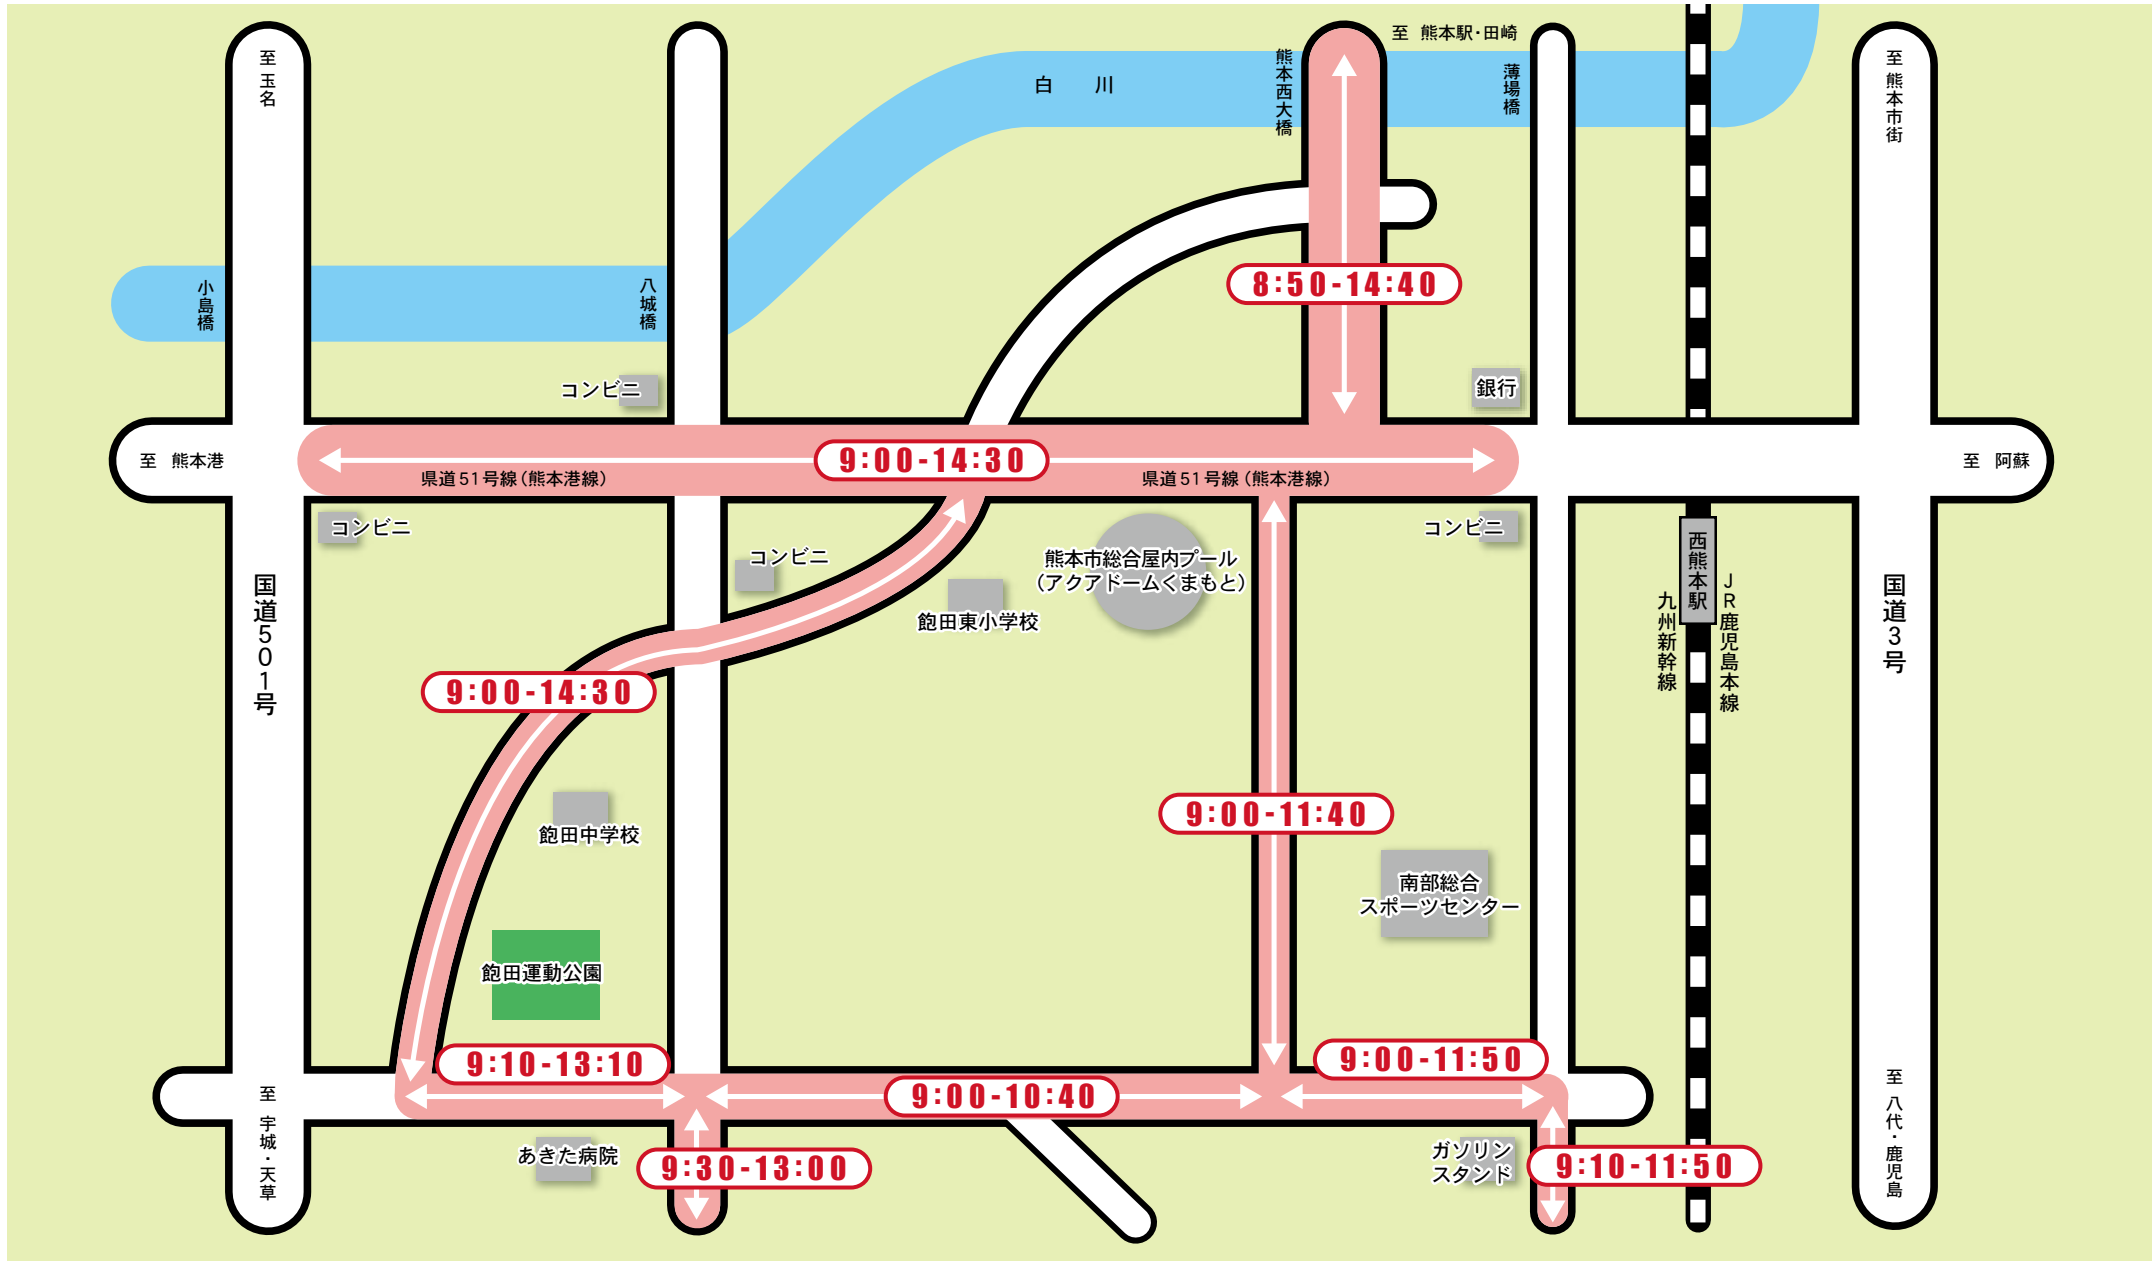 至 玉名
至 熊本駅・田崎
熊本西大橋
薄場橋
至 熊本市街
白 川
小島橋
八城橋
8:50-14:40
コンビニ
銀行
至 熊本港
9:00-14:30
至 阿蘇
県道51号線(熊本港線)
県道51号線(熊本港線)
コンビニ
コンビニ
コンビニ
熊本市総合屋内プール
(アクアドームくまもと)
飽田東小学校
西熊本駅
九州新幹線
JR鹿児島本線
国道501号
国道3号
9:00-14:30
飽田中学校
9:00-11:40
南部総合
スポーツセンター
飽田運動公園
9:10-13:10
9:00-11:50
9:00-10:40
至 宇城・天草
至 八代・鹿児島
あきた病院
9:30-13:00
ガソリン
スタンド
9:10-11:50